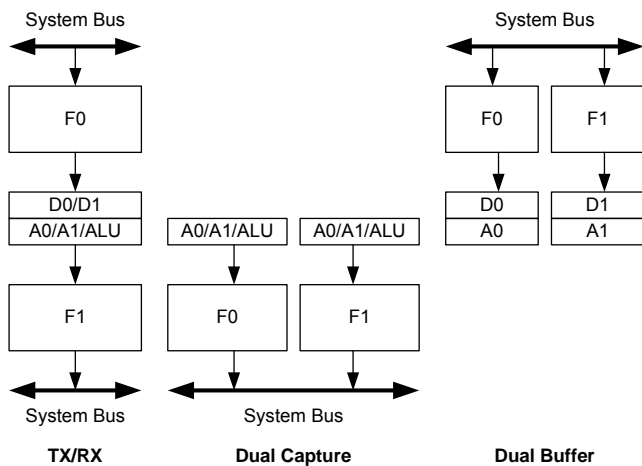 System Bus
System Bus
F0
F0
F1
D0/D1
A0/A1/ALU
D0
D1
A0
A1
A0/A1/ALU
A0/A1/ALU
F1
F0
F1
System Bus
System Bus
TX/RX
Dual Capture
Dual Buffer